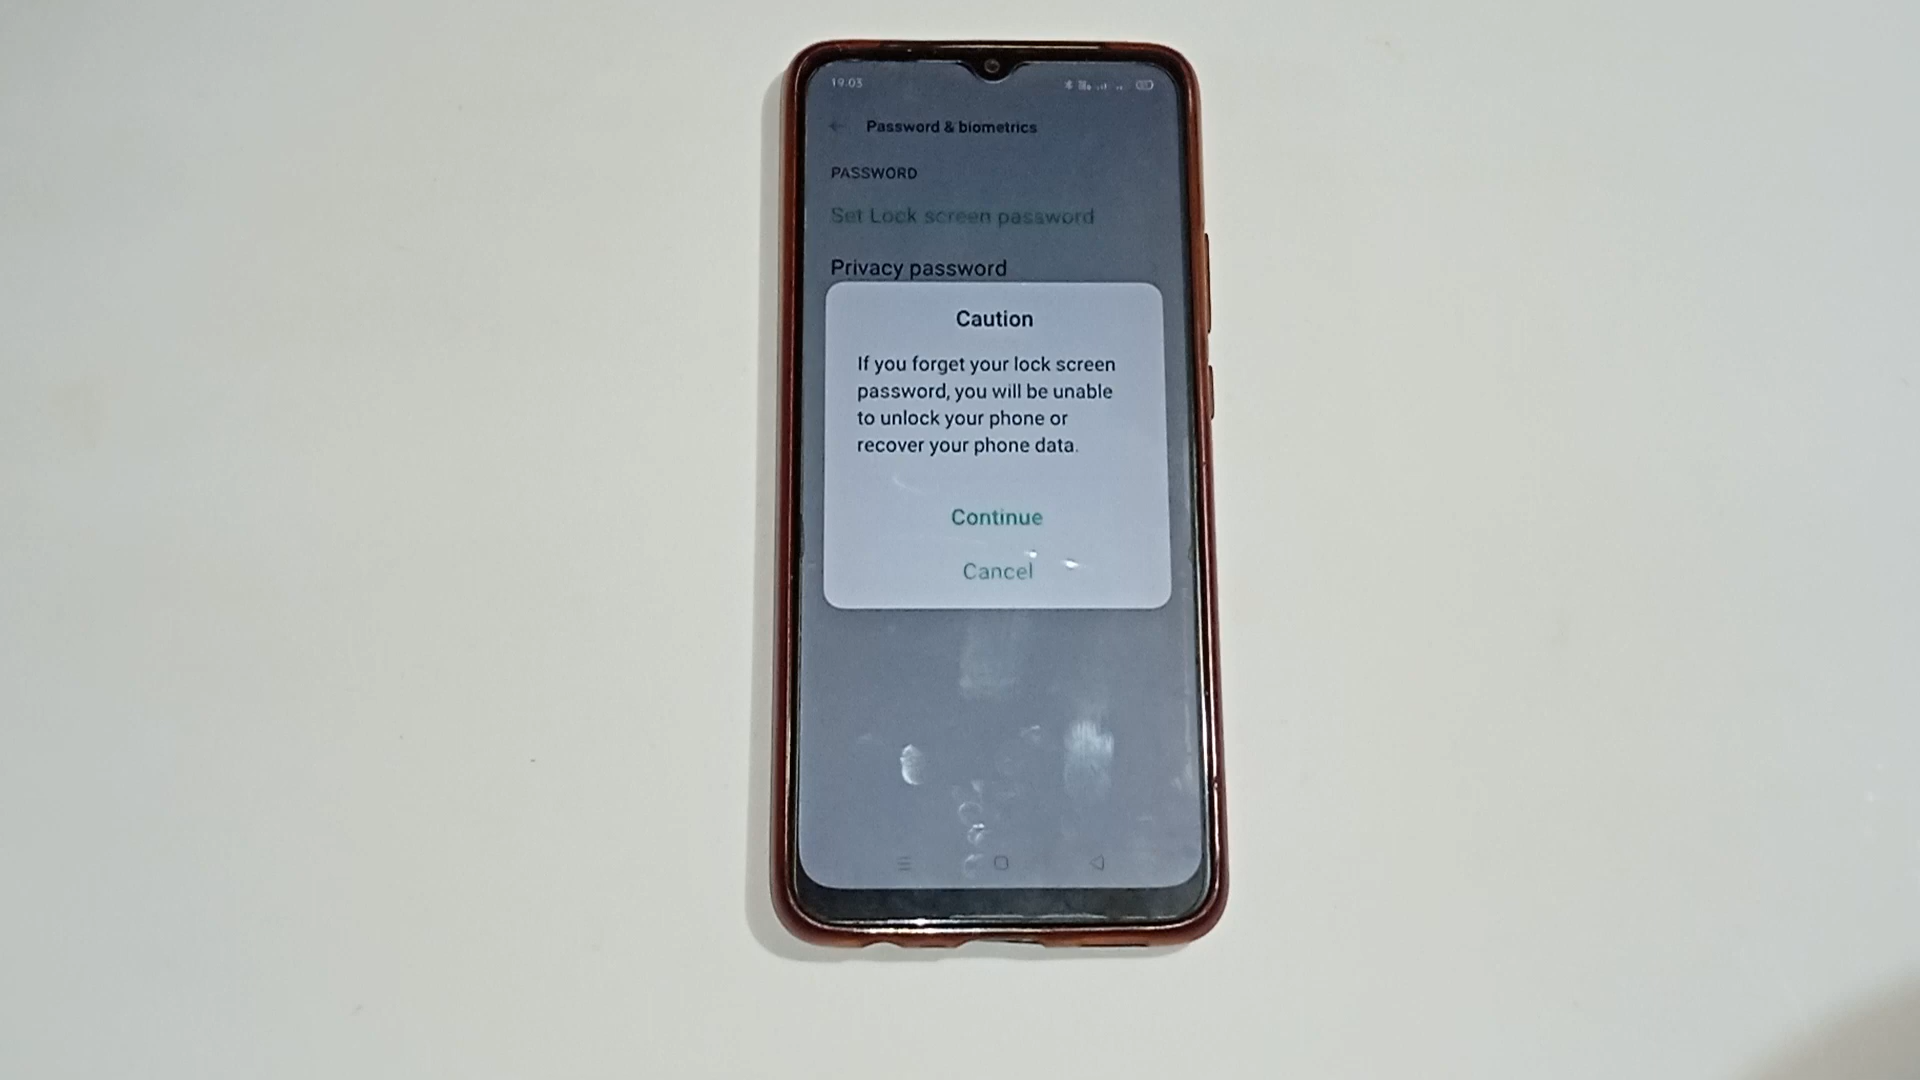 19:03
Password & biometrics
PASSWORD
Set Lock screen password
Privacy password
Caution
If you forget your lock screen
password, you will be unable
to unlock your phone or
recover your phone data.
Continue
Cancel